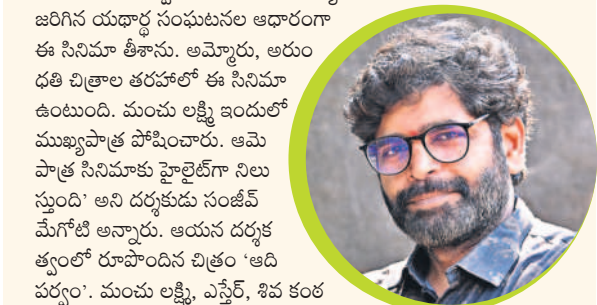 జరిగిన యథార్థ సంఘటనల ఆధారంగా
ఈ సినిమా తీశాను. అమ్మోరు, అరుం
ధతి చిత్రాల తరహాలో ఈ సినిమా
ఉంటుంది. మంచు లక్ష్మి ఇందులో
ముఖ్యపాత్ర పోషించారు. ఆమె
పాత్ర సినిమాకు హైలైట్‌గా నిలు
స్తుంది’ అని దర్శకుడు సంజీవ్
మేగోటి అన్నారు. ఆయన దర్శక
త్వంలో రూపొందిన చిత్రం ‘ఆది
పర్వం’. మంచు లక్ష్మి, ఎస్తేర్, శివ కంఠ